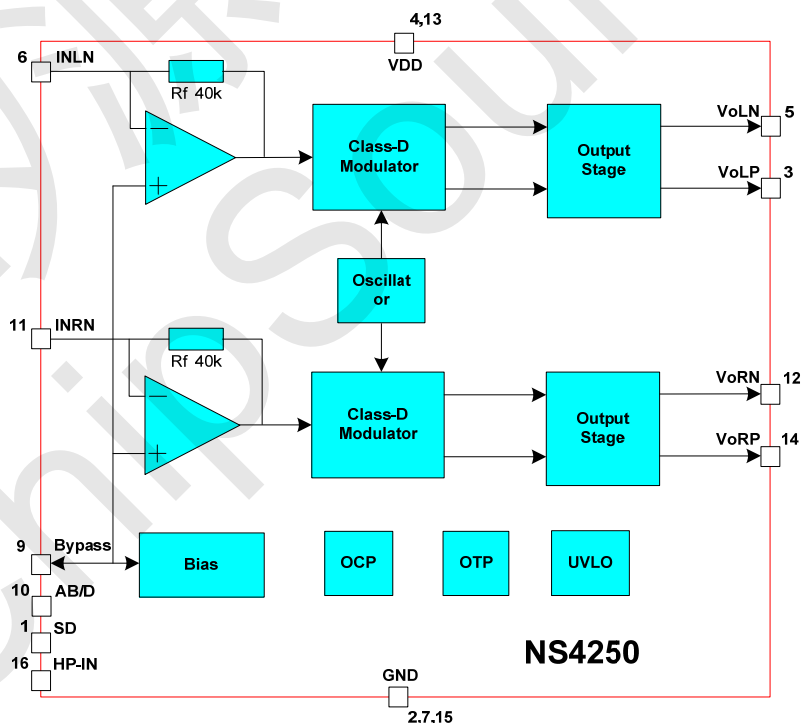 4,13
VDD
6
INLN
Rf 40k
Class-D
Modulator
Output
Stage
VoLN
5
VoLP
3
Oscillat
or
11
INRN
Rf 40k
Class-D
Modulator
Output
Stage
VoRN
12
VoRP
14
9
Bypass
Bias
OCP
OTP
UVLO
10
AB/D
1
SD
16
HP-IN
NS4250
GND
2,7,15